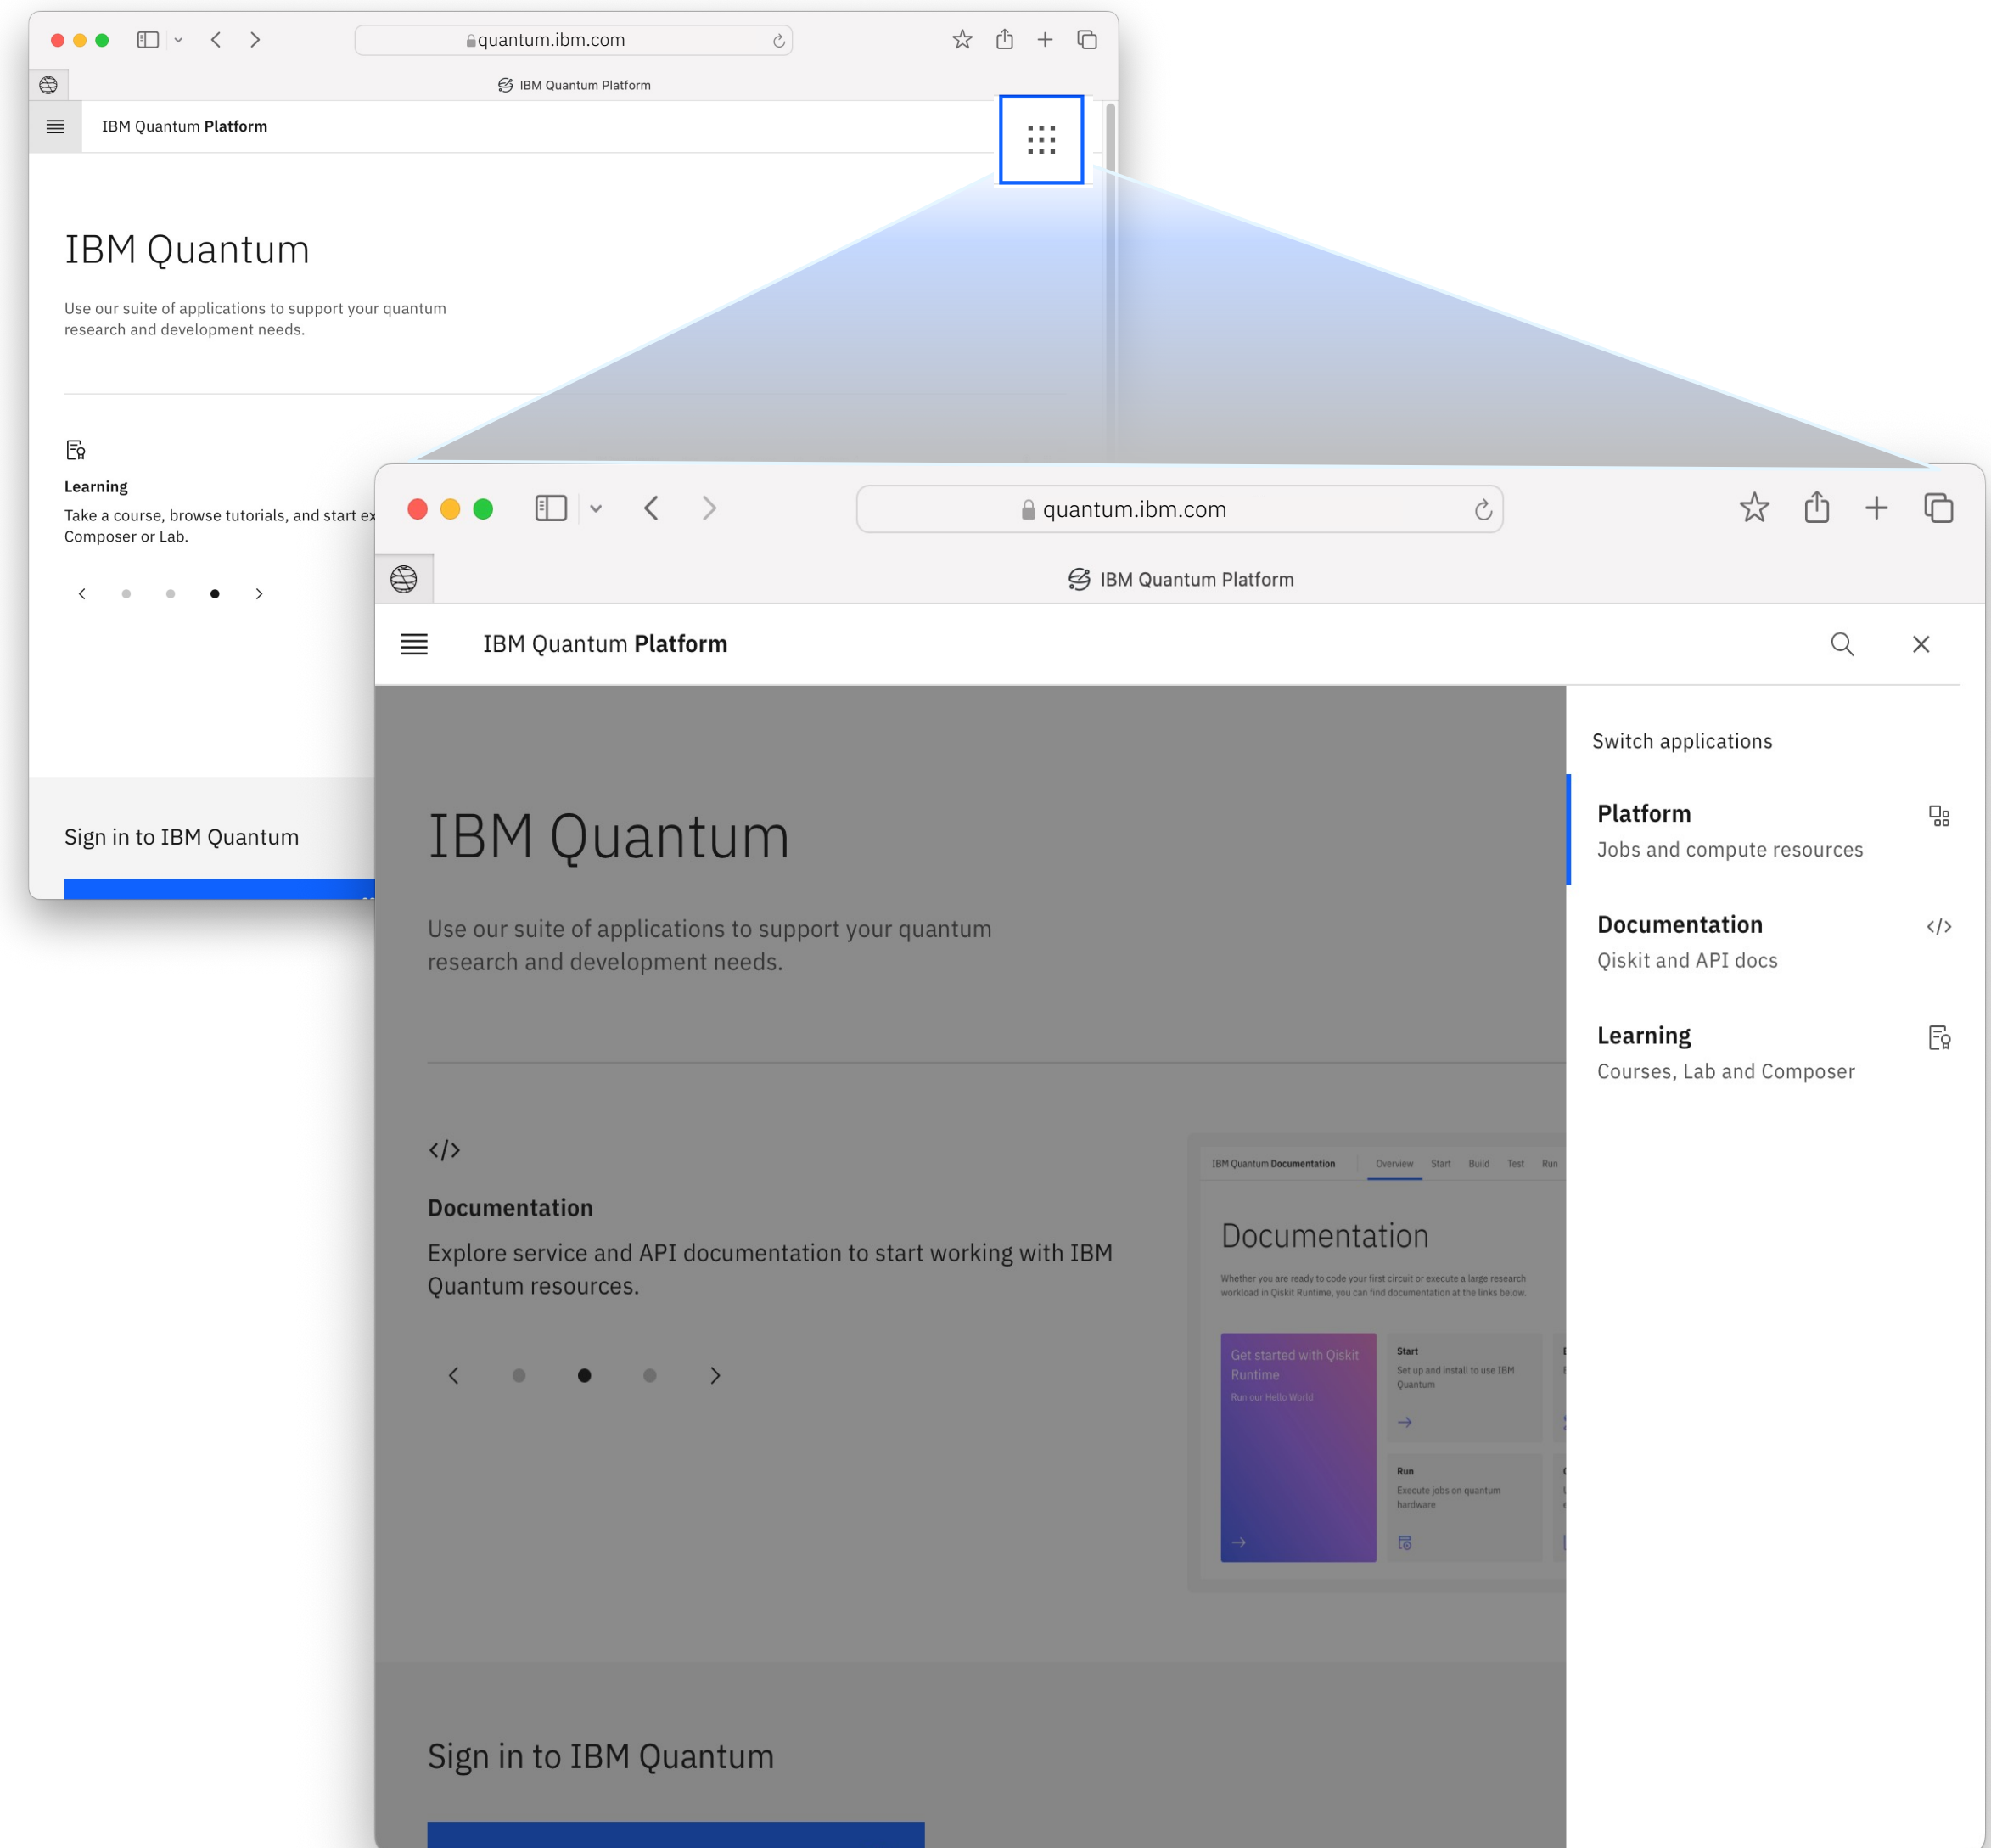 quantum.ibm.com
IBM Quantum Platform
IBM Quantum Platform
IBM Quantum
Use our suite of applications to support your quantum
research and development needs.
Learning
Take a course, browse tutorials, and start ex
Composer or Lab.
Sign in to IBM Quantum
quantum.ibm.com
IBM Quantum Platform
IBM Quantum Platform
Switch applications
Platform
Jobs and compute resources
Documentation
Qiskit and API docs
Learning
Courses, Lab and Composer
IBM Quantum
Use our suite of applications to support your quantum
research and development needs.
</>
Documentation
Explore service and API documentation to start working with IBM
Quantum resources.
IBM Quantum Documentation Overview Start Build Test Run
Documentation
Whether you are ready to code your first circuit or execute a large research
workload in Qiskit Runtime, you can find documentation at the links below.
Get started with Qiskit
Runtime
Run our Hello World
Start
Set up and install to use IBM
Quantum
Run
Execute jobs on quantum
hardware
Sign in to IBM Quantum